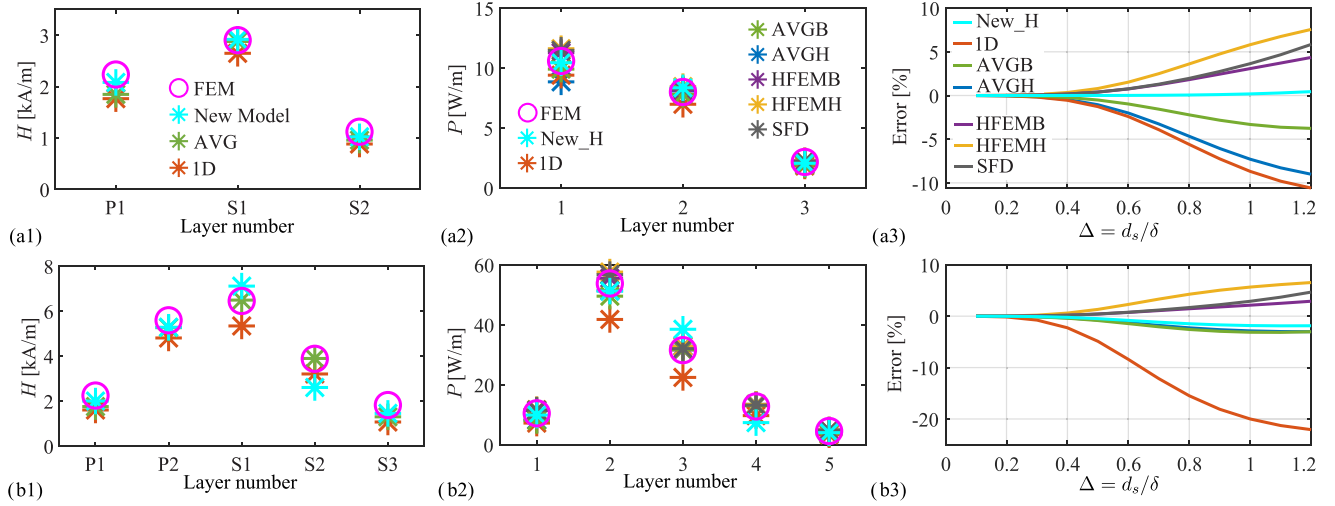 3
2
1
0
H [kA/m]
FEM
New Model
AVG
1D
P1 S1 S2
Layer number
(a1)
15
10
5
0
P [W/m]
FEM
New_H
1D
AVGB
AVGH
HFEMB
HFEMH
SFD
1 2 3
Layer number
(a2)
10
5
0
-5
-10
Error [%]
New_H
1D
AVGB
AVGH
HFEMB
HFEMH
SFD
0 0.2 0.4 0.6 0.8 1 1.2
Δ = d_s/δ
(a3)
8
6
4
2
0
H [kA/m]
P1 P2 S1 S2 S3
Layer number
(b1)
60
40
20
0
P [W/m]
1 2 3 4 5
Layer number
(b2)
10
0
-10
-20
Error [%]
0 0.2 0.4 0.6 0.8 1 1.2
Δ = d_s/δ
(b3)